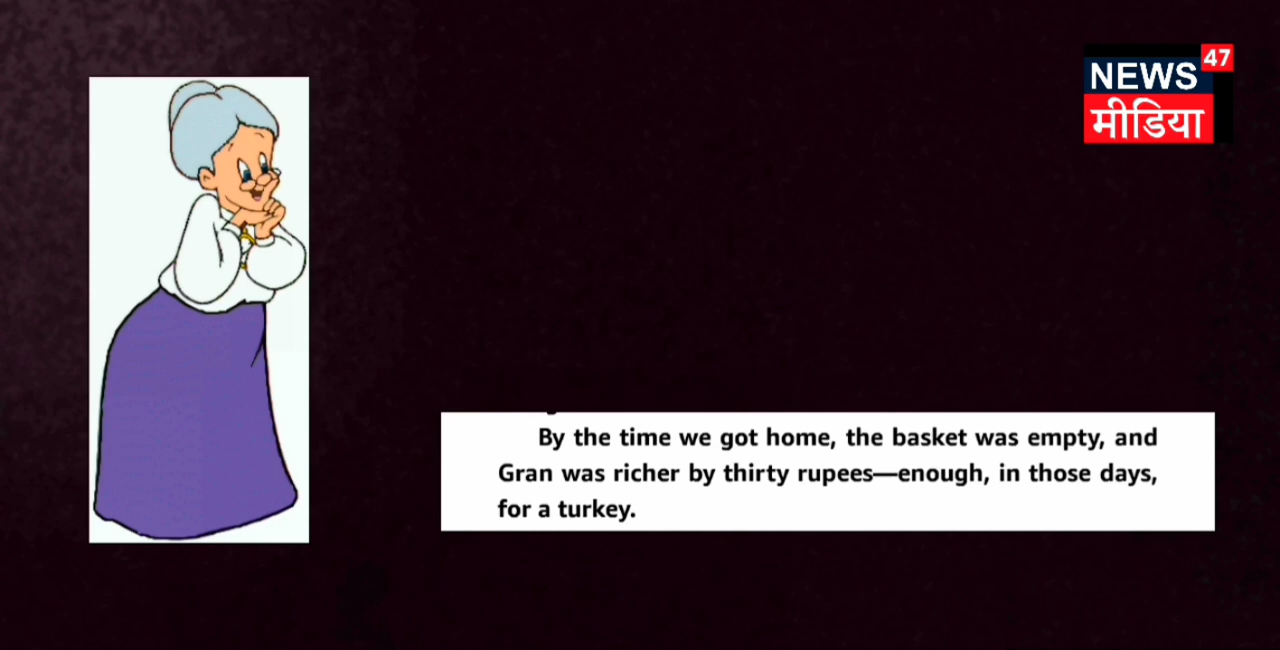 47
NEWS
मीडिया
By the time we got home, the basket was empty, and
Gran was richer by thirty rupees—enough, in those days,
for a turkey.